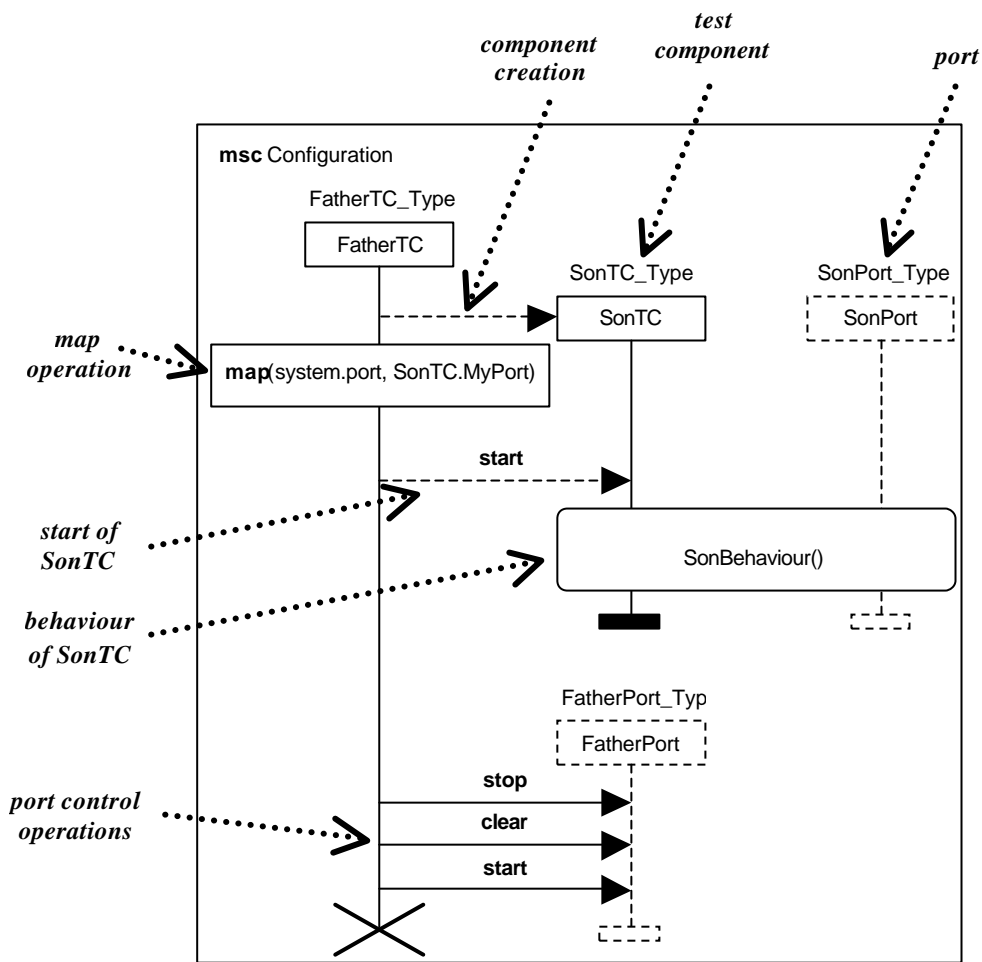 test
component
component
creation
port
msc Configuration
FatherTC_Type
FatherTC
SonTC_Type
SonPort_Type
SonTC
SonPort
map
operation
map(system.port, SonTC.MyPort)
start
start of
SonTC
SonBehaviour()
behaviour
of SonTC
FatherPort_Typ
FatherPort
stop
port control
operations
clear
start